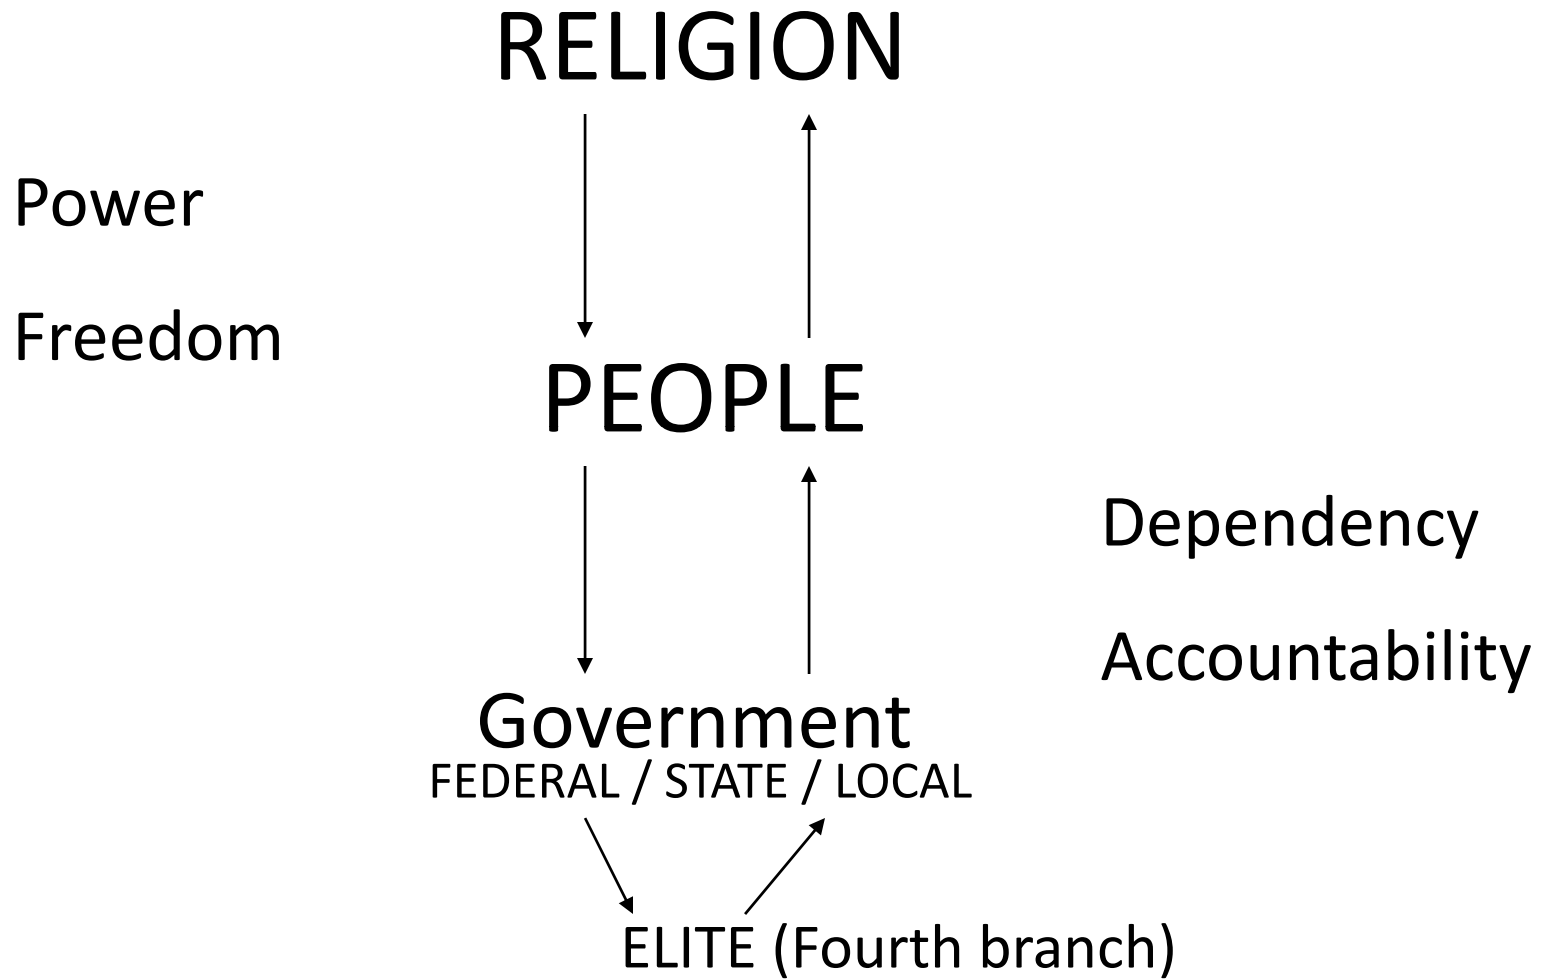 RELIGION
Power
Freedom
PEOPLE
Dependency
Accountability
Government
FEDERAL / STATE / LOCAL
ELITE (Fourth branch)